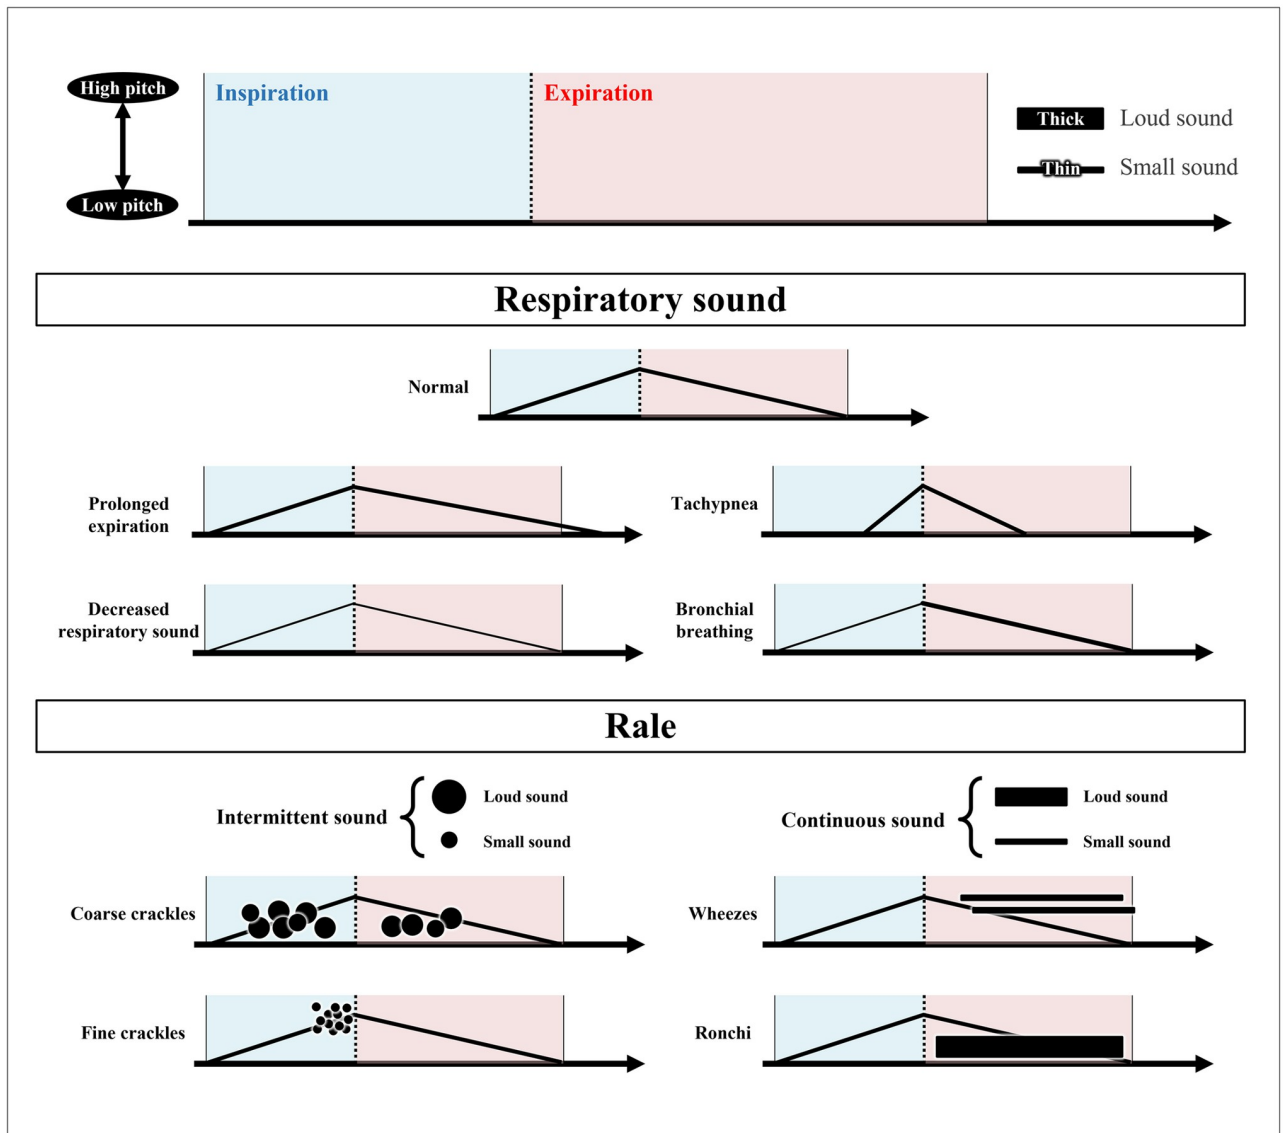 High pitch
Low pitch
Inspiration
Expiration
Thick
Loud sound
Thin
Small sound
Respiratory sound
Normal
Prolonged
expiration
Tachypnea
Decreased
respiratory sound
Bronchial
breathing
Rale
Intermittent sound
Loud sound
Small sound
Continuous sound
Loud sound
Small sound
Coarse crackles
Wheezes
Fine crackles
Ronchi